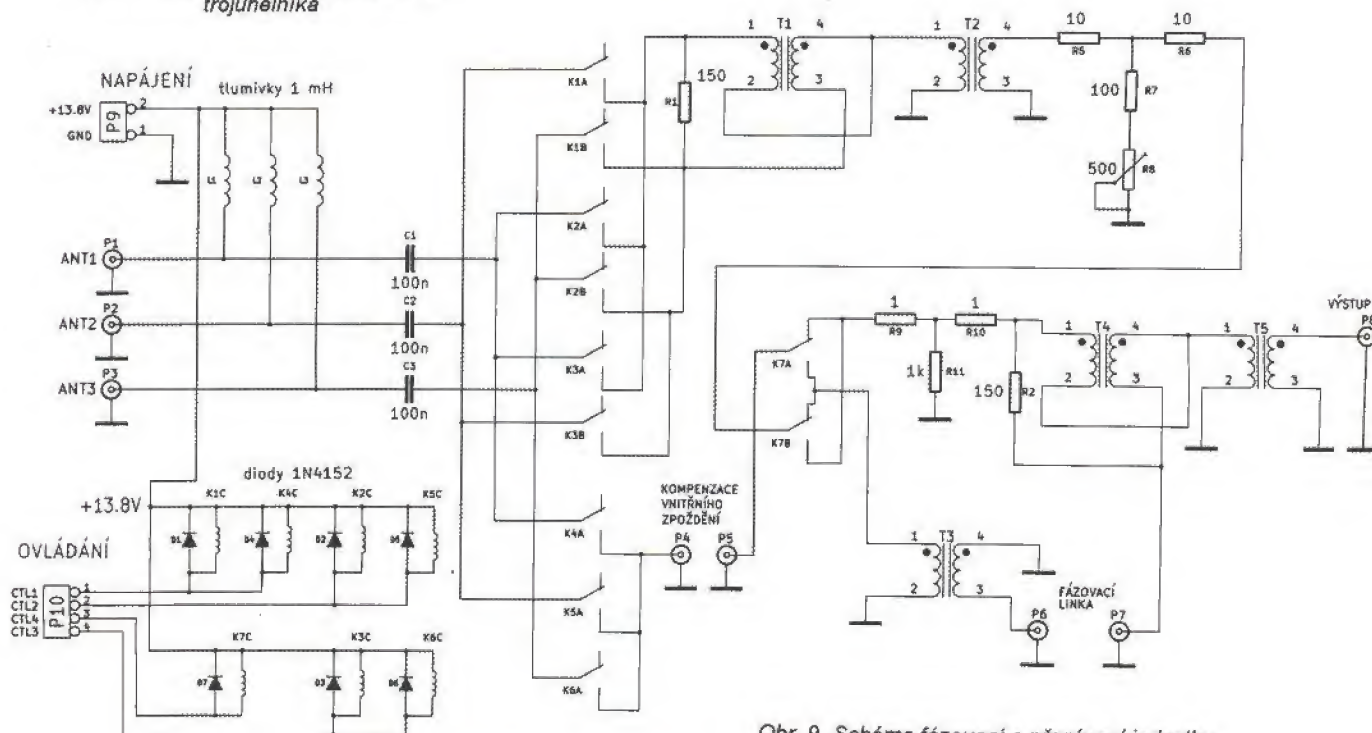 trojúhelníka
NAPÁJENÍ
tlumivky 1 mH
+13.8V
GND
P9
2
1
L1
L2
L3
ANT1
P1
ANT2
P2
ANT3
P3
C1
100n
C2
100n
C3
100n
K1A
K1B
K2A
K2B
K3A
K3B
K4A
K5A
K6A
150
R1
1 T1 4
2 3
1 T2 4
2 3
10
R5
10
R6
100 R7
500 R8
K7A
K7B
1
R9
1
R10
1k R11
150 R2
1 T4 4
2 3
1 T5 4
2 3
VÝSTUP
1 T3 4
2 3
KOMPENZACE
VNITŘNÍHO
ZPOŽDĚNÍ
P4 P5
FÁZOVACÍ
LINKA
P6 P7
diody 1N4152
+13.8V
K1C K4C K2C K5C
D1 D4 D2 D5
OVLÁDÁNÍ
CTL1 1
CTL2 2
CTL4 3
CTL3 4
P10
K7C K3C K6C
D7 D3 D6